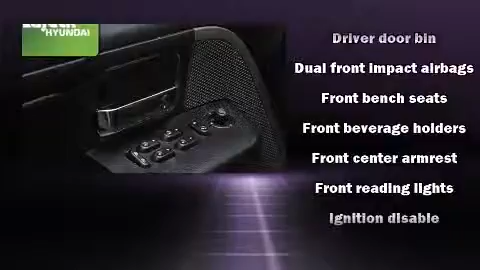 HYUNDAI
Driver door bin
Dual front impact airbags
Front bench seats
Front beverage holders
Front center armrest
Front reading lights
Ignition disable